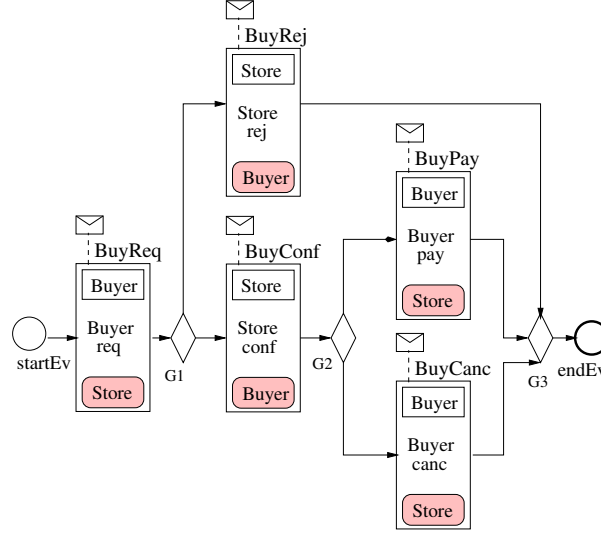 BuyRej
Store
Store
rej
Buyer
BuyPay
Buyer
Buyer
pay
Store
BuyReq
Buyer
Buyer
req
Store
BuyConf
Store
Store
conf
Buyer
startEv
G1
G2
G3
endEv
BuyCanc
Buyer
Buyer
canc
Store